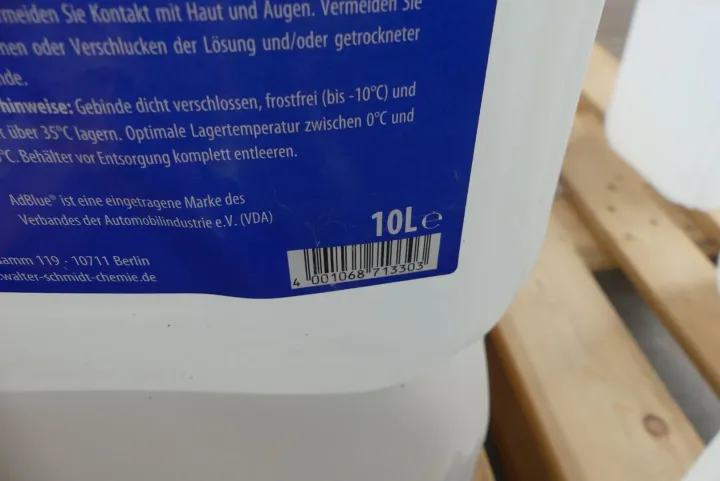 ermeiden Sie Kontakt mit Haut und Augen. Vermeiden Sie
nen oder Verschlucken der Lösung und/oder getrockneter
nde.
hinweise: Gebinde dicht verschlossen, frostfrei (bis -10°C) und
t über 35°C lagern. Optimale Lagertemperatur zwischen 0°C und
°C. Behälter vor Entsorgung komplett entleeren.
AdBlue® ist eine eingetragene Marke des
Verbandes der Automobilindustrie e.V. (VDA)
10L ℮
damm 119 · 10711 Berlin
walter-schmidt-chemie.de
4 001068 713303